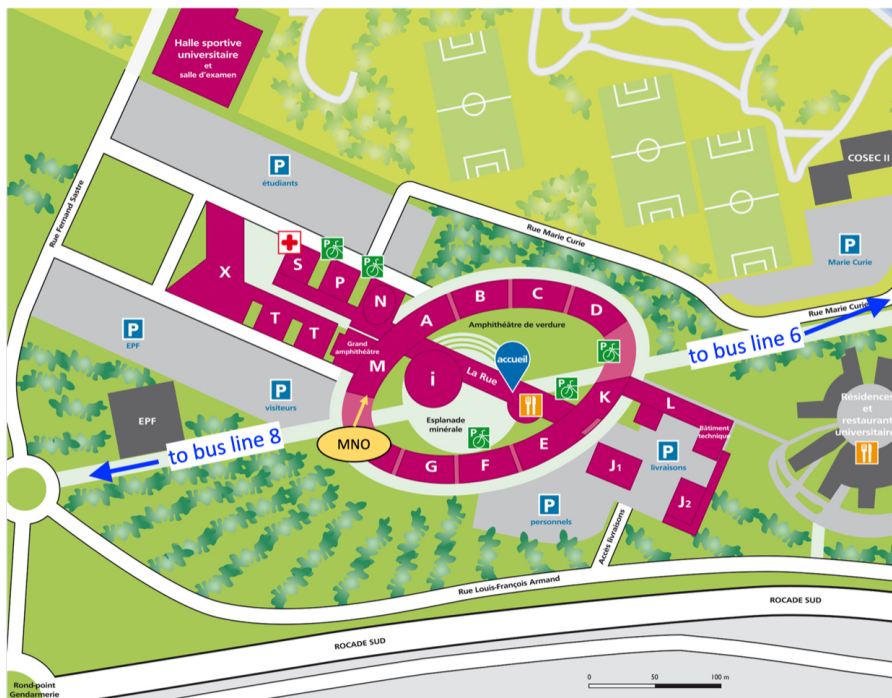 Halle sportive
universitaire
et
salle d'examen
COSEC II
P
étudiants
Rue Fernand Sastre
Rue Marie Curie
P
Marie Curie
Rue Marie Curie
X
S
P
P
P
N
P
T
T
Grand
amphithéâtre
M
A
B
C
D
Amphithéâtre de verdure
P
to bus line 6
P
EPF
P
visiteurs
EPF
i
La Rue
accueil
P
K
L
Esplanade
minérale
Résidences
et
restaurant
universitaire
Bâtiment
technique
MNO
to bus line 8
G
F
E
P
J1
P
livraisons
J2
P
personnels
Accès livraisons
Rue Louis-François Armand
ROCADE SUD
ROCADE SUD
Rond-point
Gendarmerie
0 50 100 m